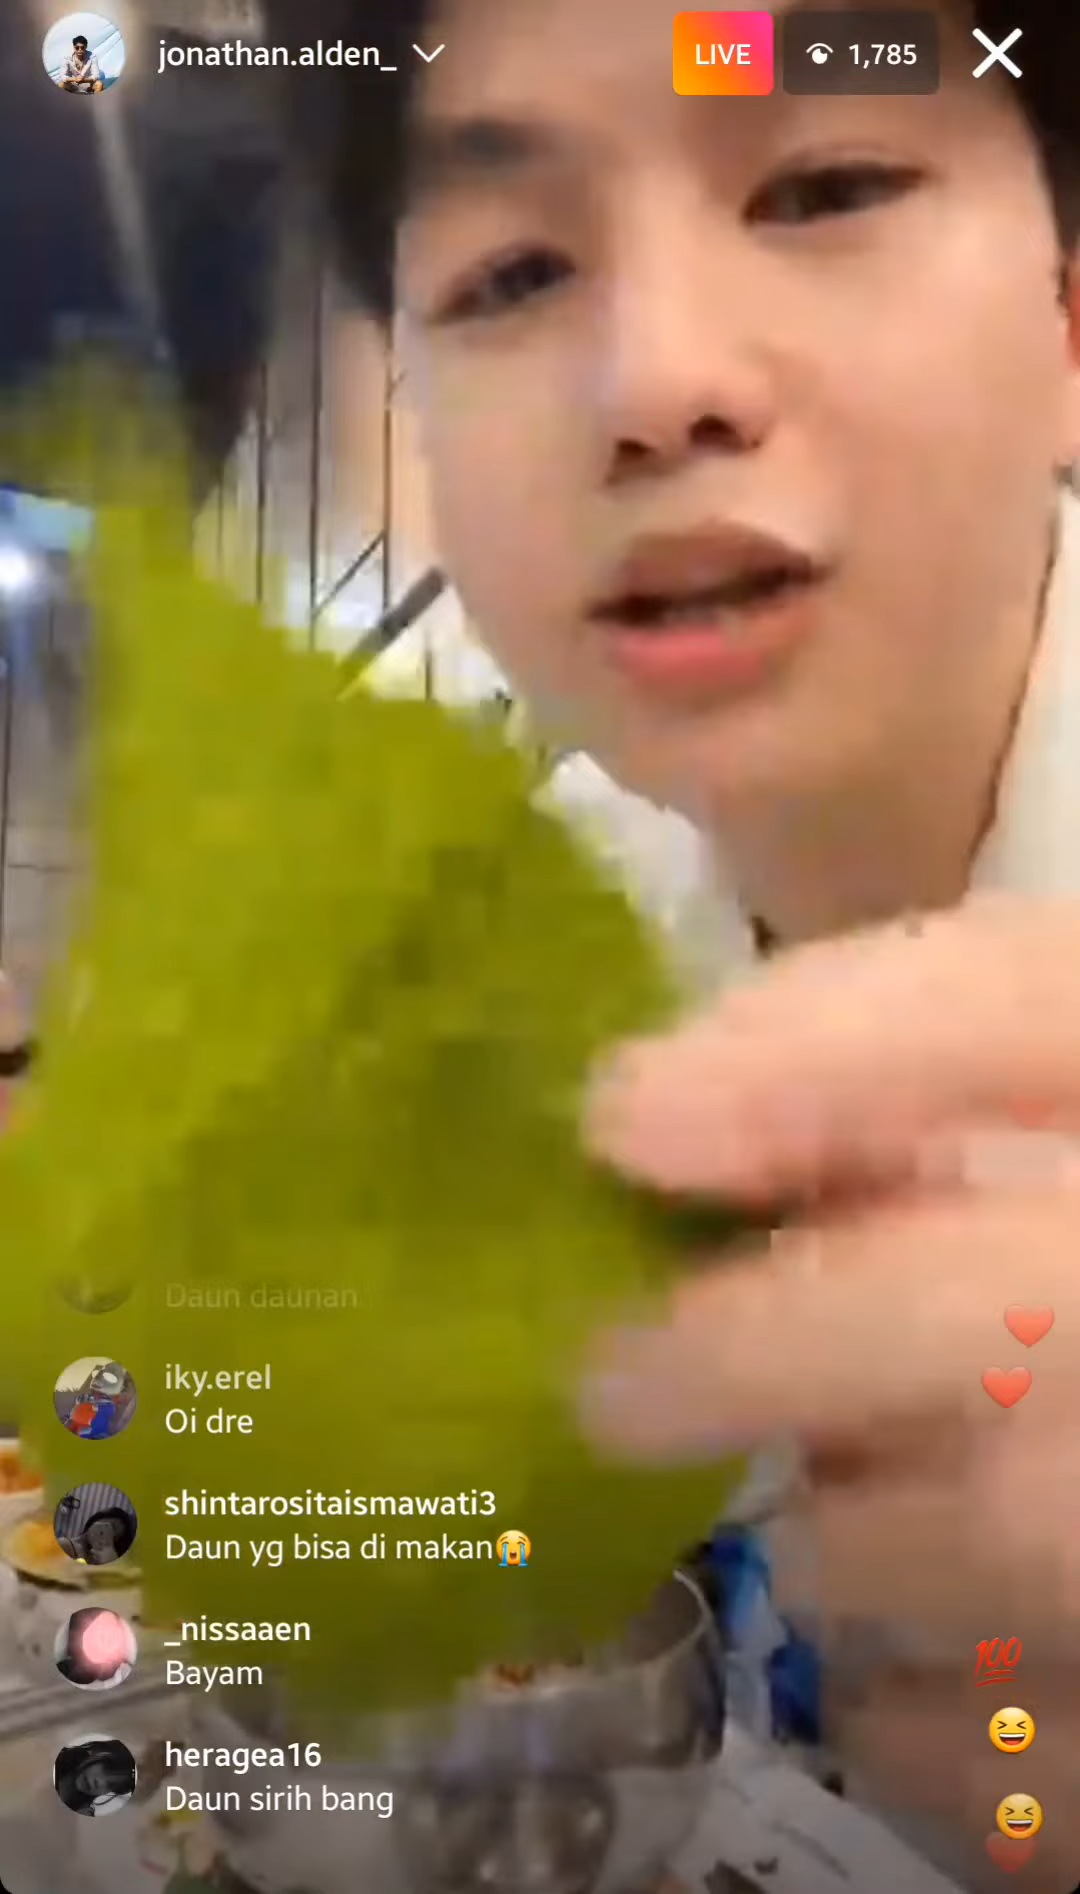 jonathan.alden_
LIVE
1,785
Daun daunan
iky.erel
Oi dre
shintarositaismawati3
Daun yg bisa di makan😭
_nissaaen
Bayam
heragea16
Daun sirih bang
💯